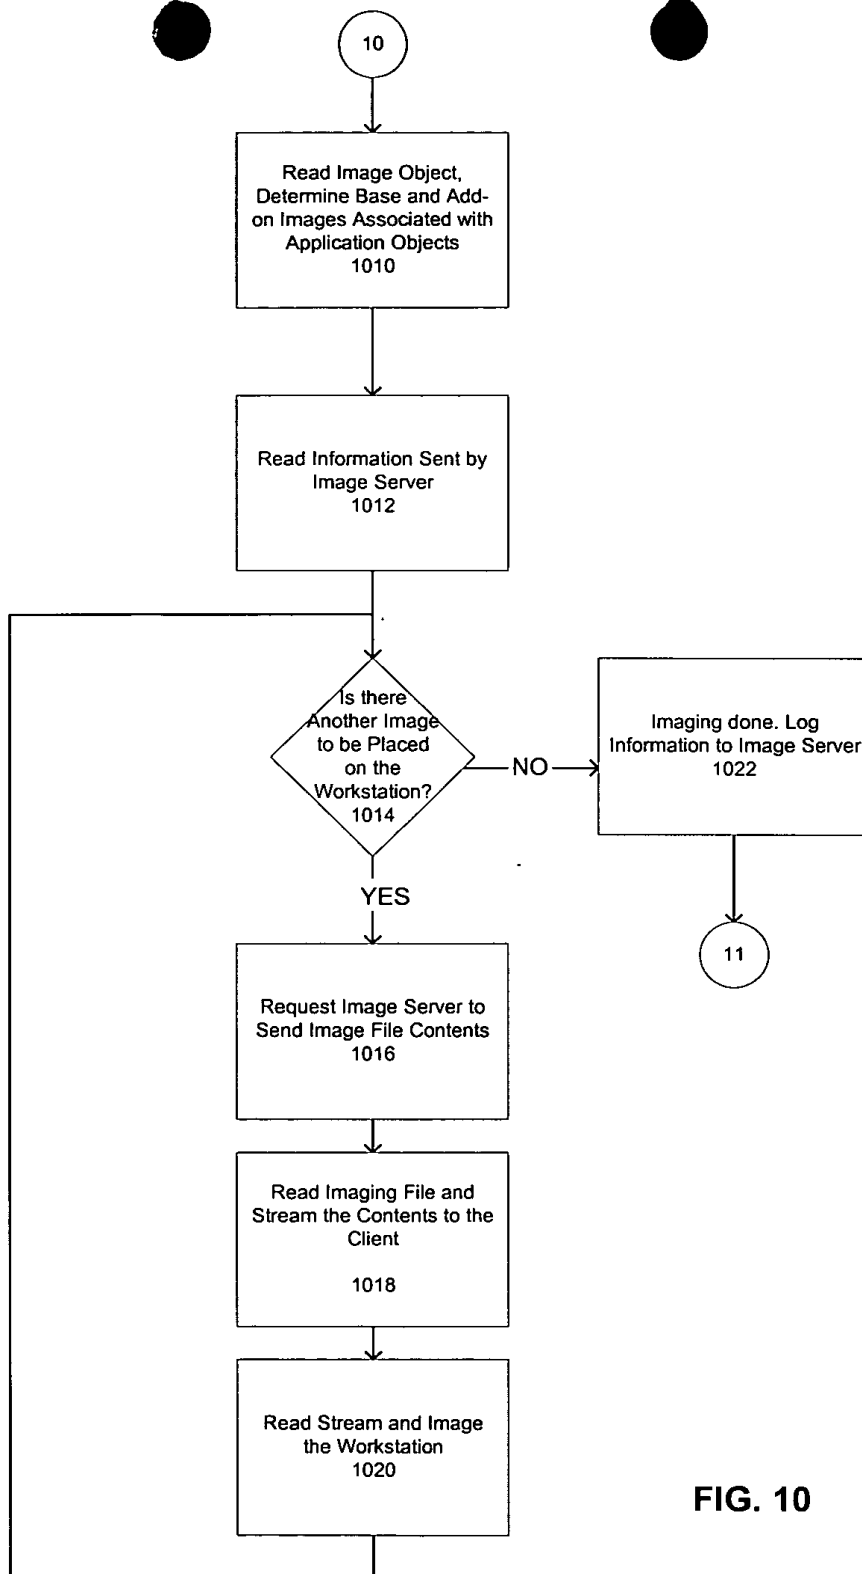 10
Read Image Object,
Determine Base and Add-
on Images Associated with
Application Objects
1010
Read Information Sent by
Image Server
1012
Is there
Another Image
to be Placed
on the
Workstation?
1014
NO
Imaging done. Log
Information to Image Server
1022
YES
11
Request Image Server to
Send Image File Contents
1016
Read Imaging File and
Stream the Contents to the
Client
1018
Read Stream and Image
the Workstation
1020
FIG. 10